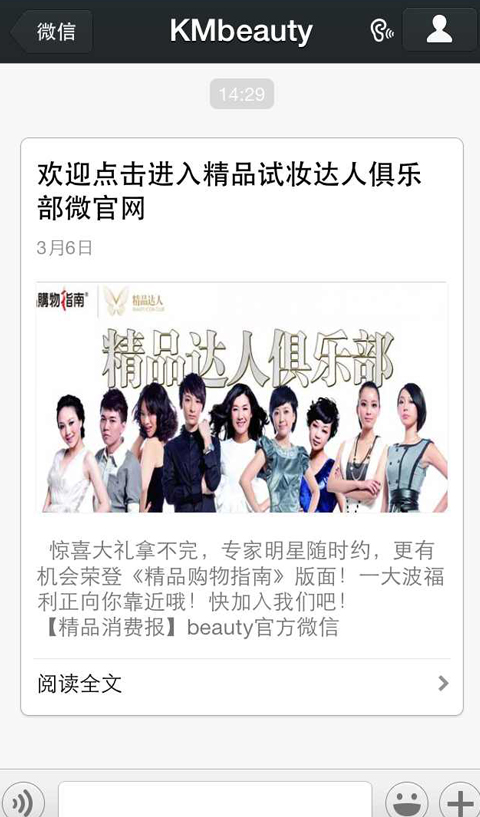 微信
KMbeauty
14:29
欢迎点击进入精品试妆达人俱乐
部微官网
3月6日
購物指南
精品达人
精品达人俱乐部
惊喜大礼拿不完，专家明星随时约，更有
机会荣登《精品购物指南》版面！一大波福
利正向你靠近哦！快加入我们吧！
【精品消费报】beauty官方微信
阅读全文